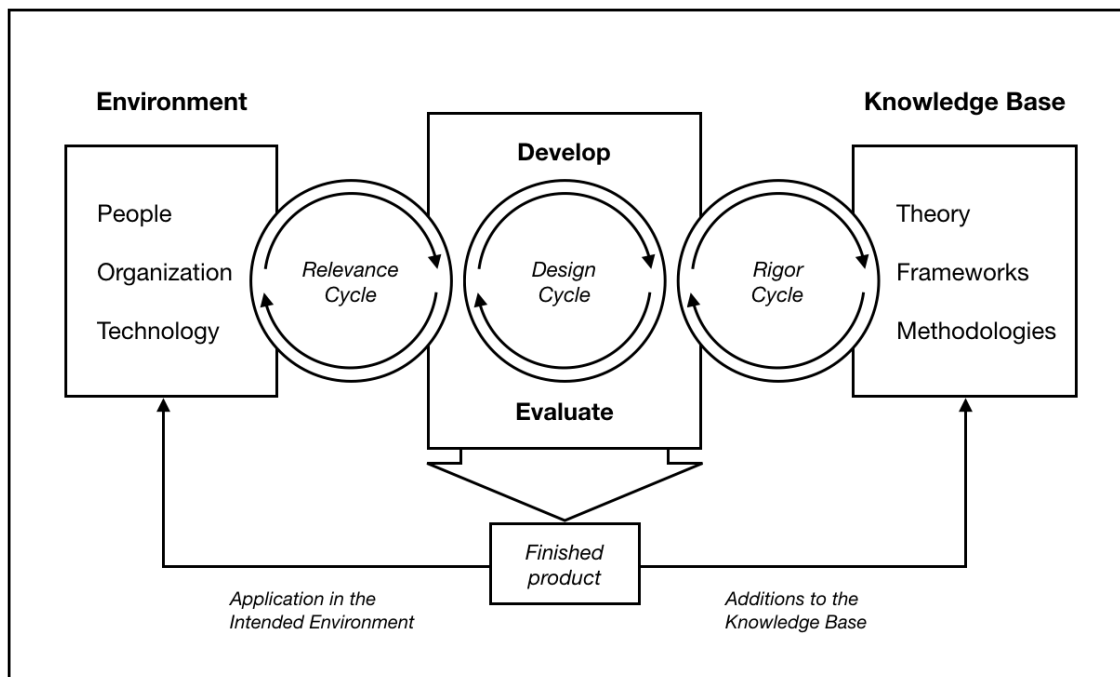 Environment
Knowledge Base
Develop
People
Organization
Technology
Relevance
Cycle
Design
Cycle
Rigor
Cycle
Theory
Frameworks
Methodologies
Evaluate
Finished
product
Application in the
Intended Environment
Additions to the
Knowledge Base